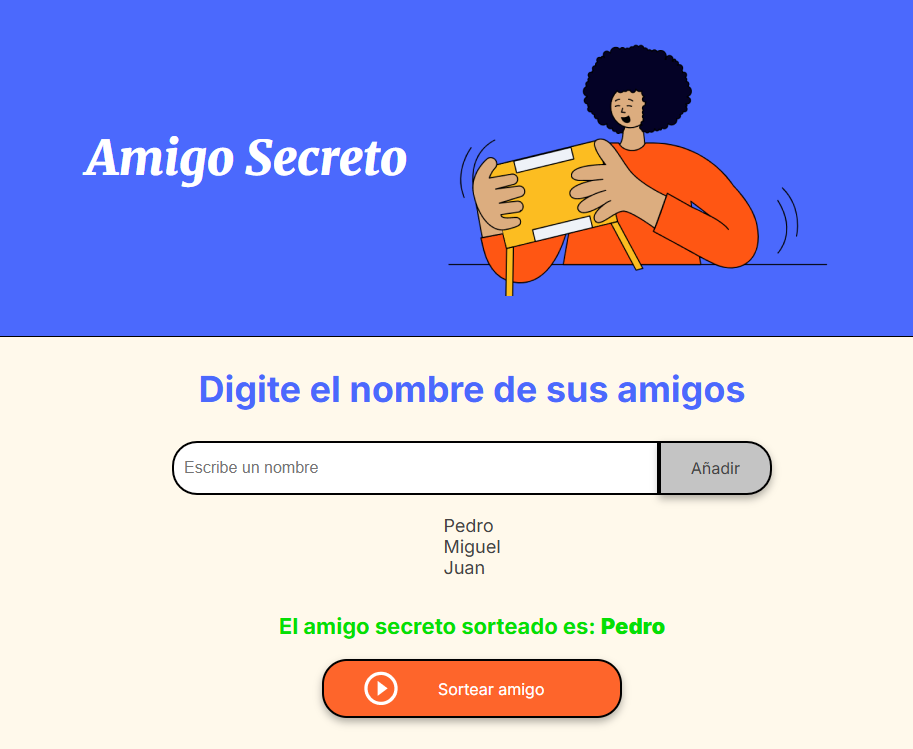 Amigo Secreto
Digite el nombre de sus amigos
Escribe un nombre
Añadir
Pedro
Miguel
Juan
El amigo secreto sorteado es: Pedro
Sortear amigo